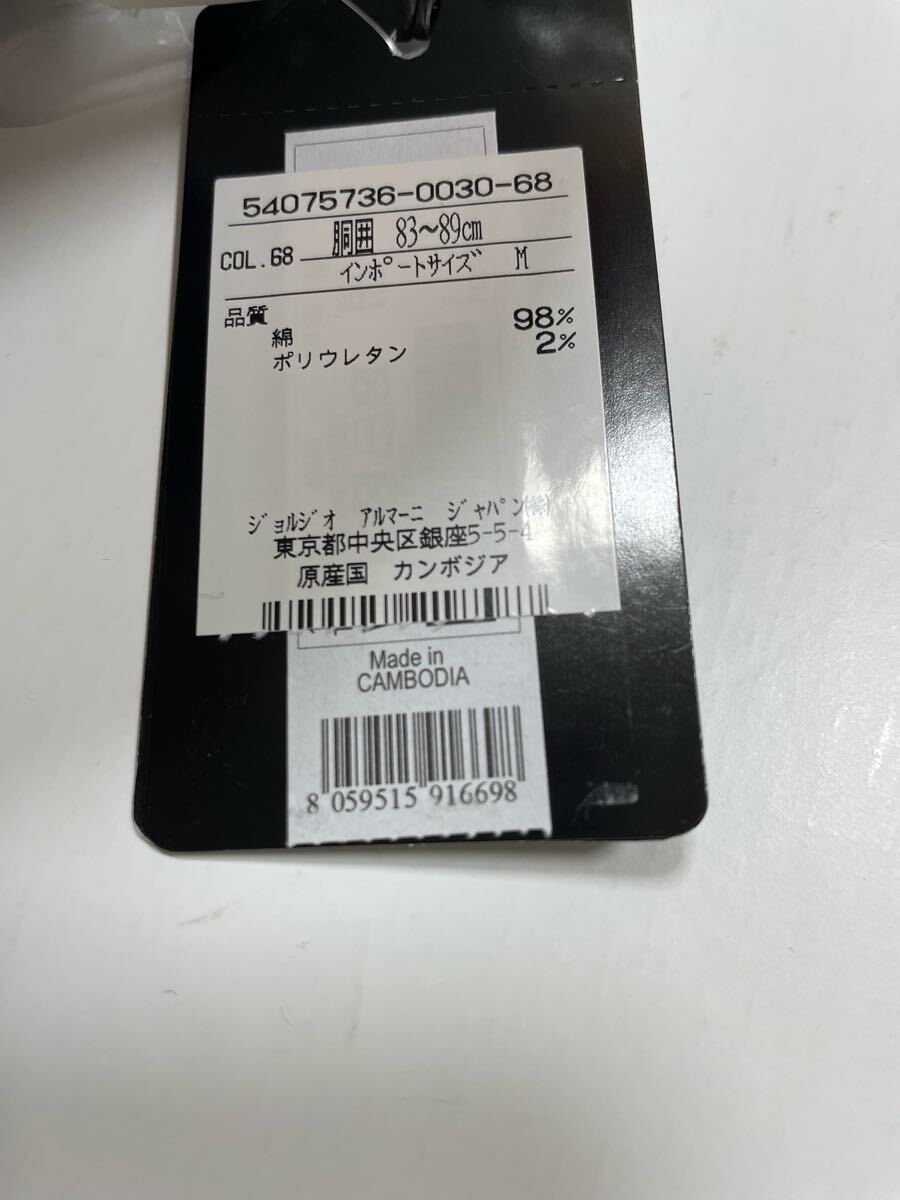 54075736-0030-68
胴囲 83〜89cm
COL.68
インポートサイズ M
品質
綿 98%
ポリウレタン 2%
ジョルジオ アルマーニ ジャパン(株)
東京都中央区銀座5-5-4
原産国 カンボジア
Made in
CAMBODIA
8 059515 916698